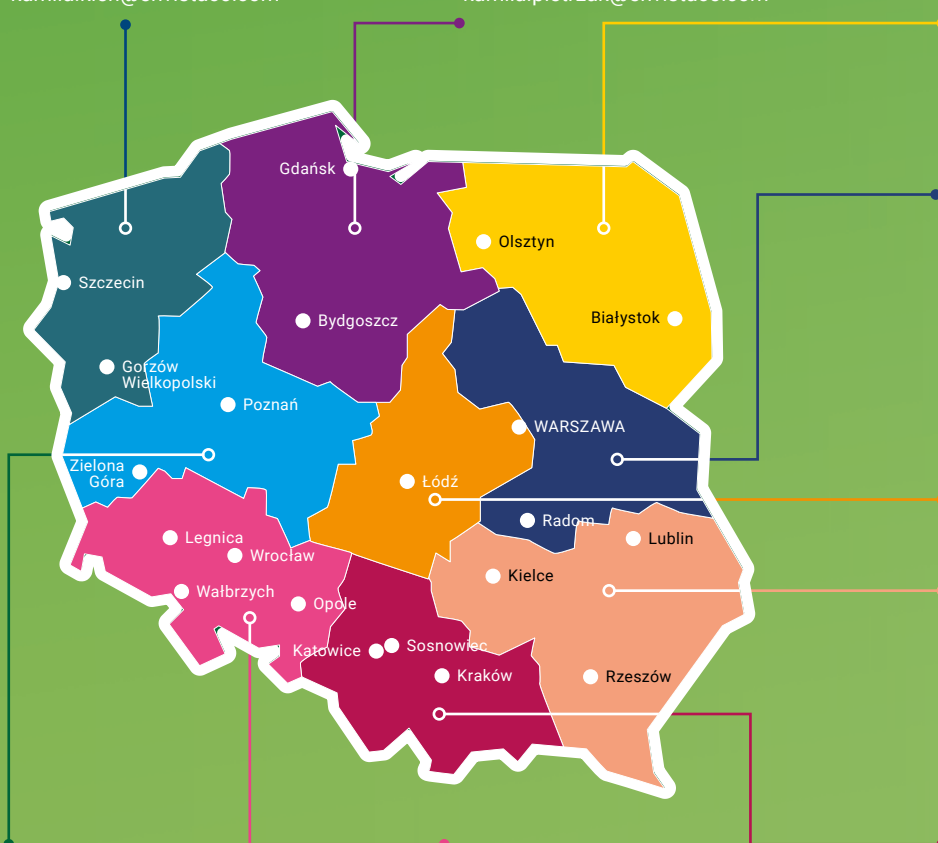 Gdańsk
Olsztyn
Szczecin
Białystok
Bydgoszcz
Gorzów
Wielkopolski
Poznań
WARSZAWA
Zielona
Góra
Łódź
Radom
Legnica
Lublin
Wrocław
Kielce
Wałbrzych
Opole
Katowice
Sosnowiec
Kraków
Rzeszów